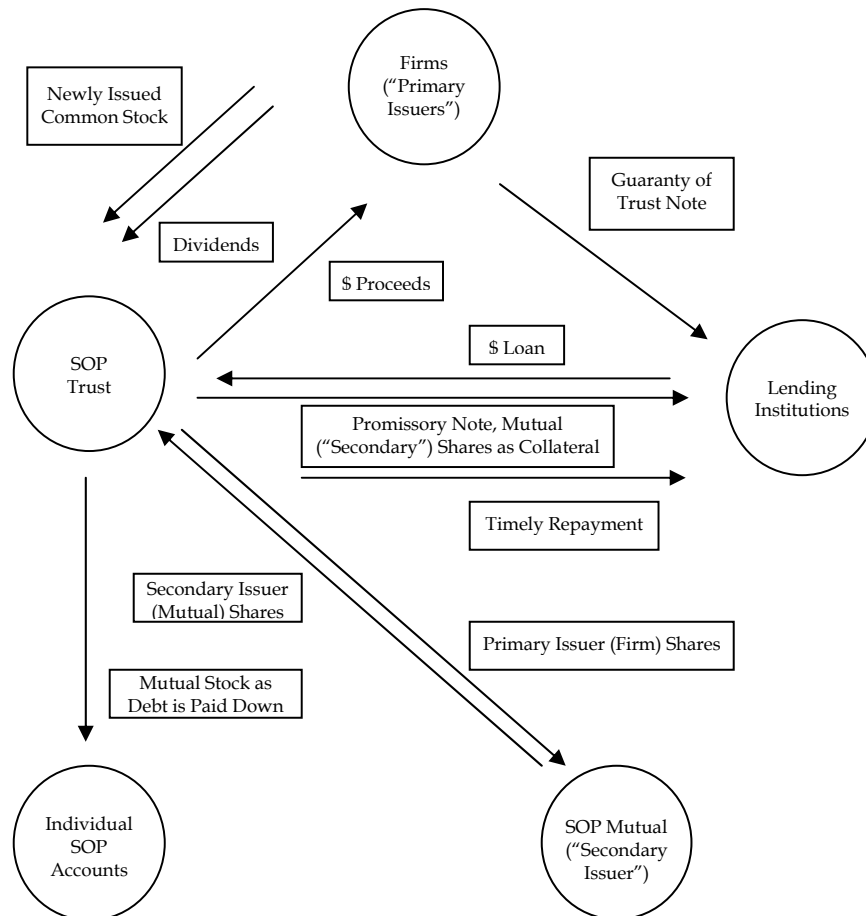 Firms
(“Primary
Issuers”)
Newly Issued
Common Stock
Guaranty of
Trust Note
Dividends
$ Proceeds
$ Loan
SOP
Trust
Lending
Institutions
Promissory Note, Mutual
(“Secondary”) Shares as Collateral
Timely Repayment
Secondary Issuer
(Mutual) Shares
Primary Issuer (Firm) Shares
Mutual Stock as
Debt is Paid Down
Individual
SOP
Accounts
SOP Mutual
(“Secondary
Issuer”)